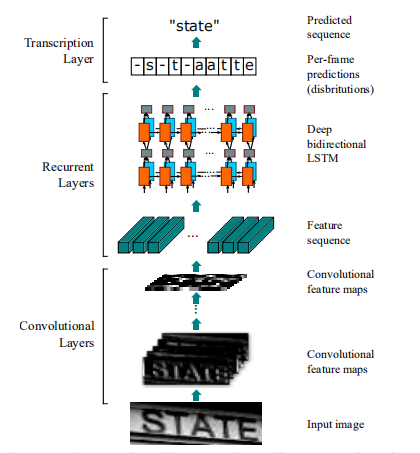 "state"
Predicted
sequence
Transcription
Layer
-s-t-aatte
Per-frame
predictions
(disbritutions)
...
Deep
bidirectional
LSTM
Recurrent
Layers
...
Feature
sequence
Convolutional
feature maps
Convolutional
Layers
STATE
Convolutional
feature maps
STATE
Input image